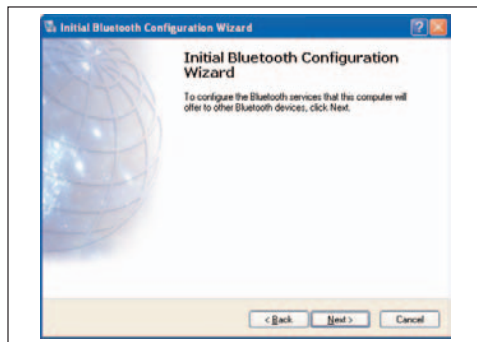 Initial Bluetooth Configuration Wizard
Initial Bluetooth Configuration
Wizard
To configure the Bluetooth services that this computer will
offer to other Bluetooth devices, click Next.
< Back Next > Cancel